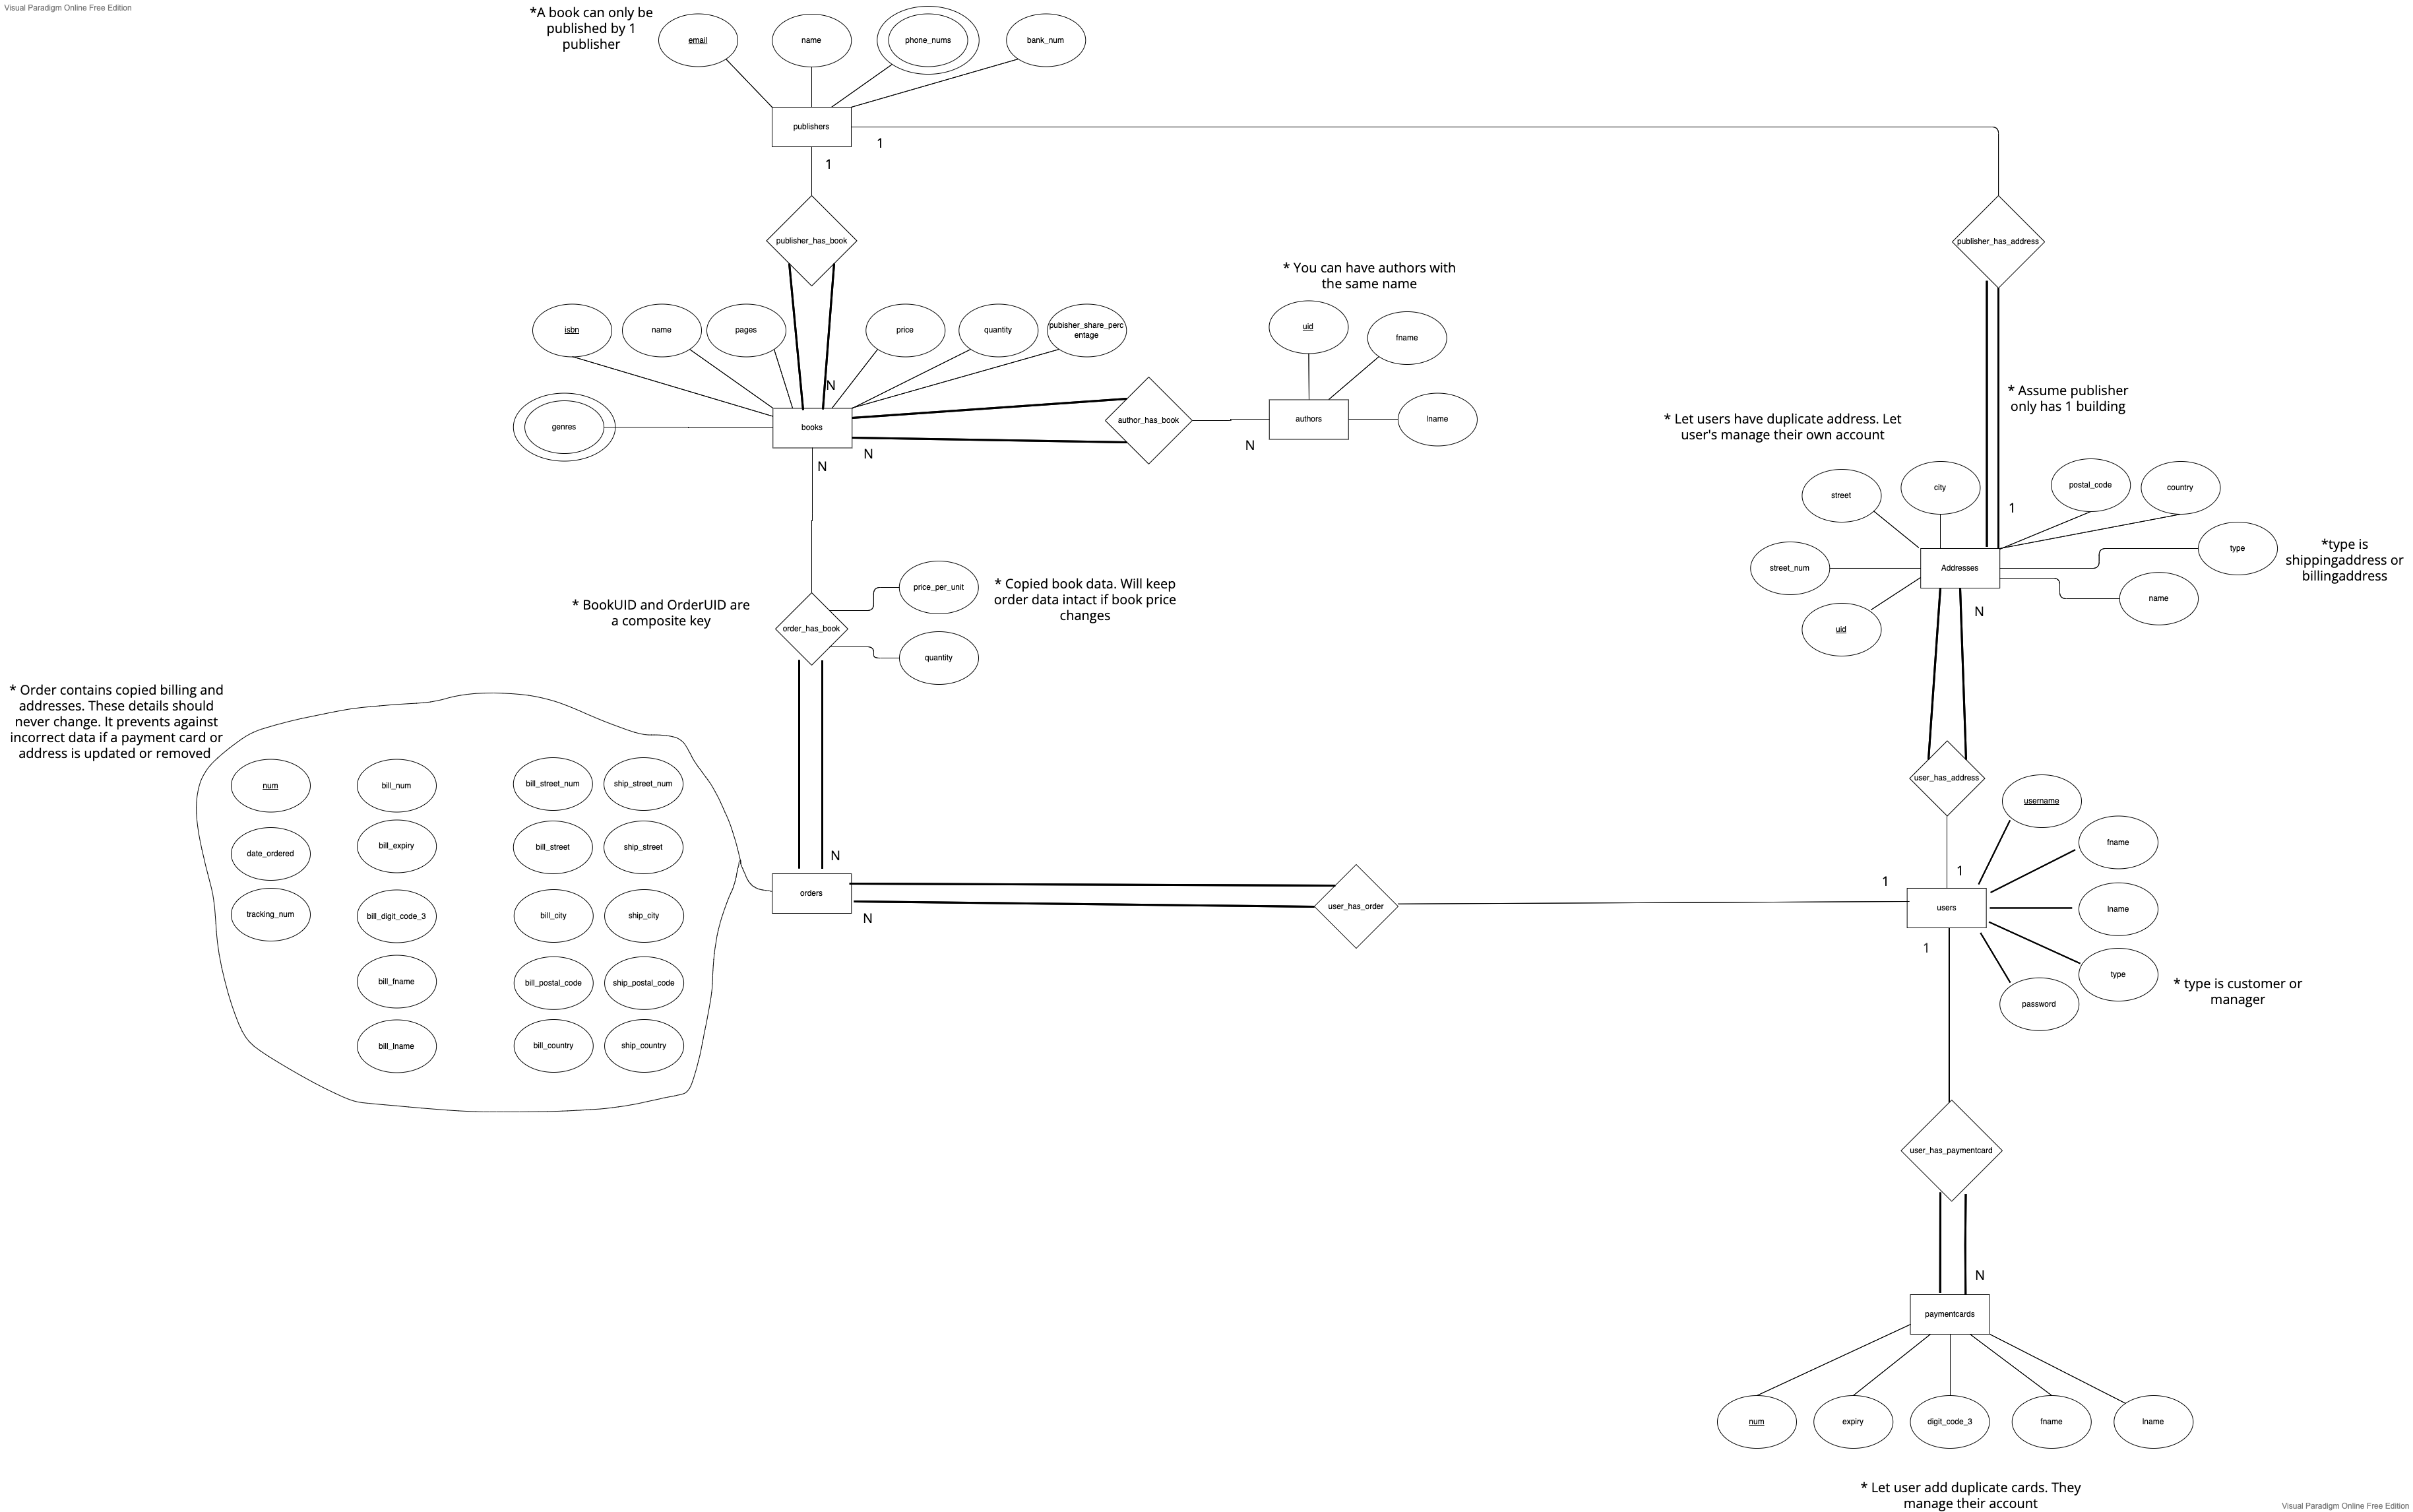 Visual Paradigm Online Free Edition
*A book can only be
published by 1
publisher
email
name
phone_nums
bank_num
publishers
1
1
publisher_has_book
publisher_has_address
* You can have authors with
the same name
isbn
name
pages
price
quantity
pubisher_share_perc
entage
uid
fname
N
genres
books
author_has_book
authors
lname
N
N
N
* Assume publisher
only has 1 building
* Let users have duplicate address. Let
user's manage their own account
street
city
postal_code
country
1
type
*type is
shippingaddress or
billingaddress
street_num
Addresses
name
uid
N
price_per_unit
* Copied book data. Will keep
order data intact if book price
changes
* BookUID and OrderUID are
a composite key
order_has_book
quantity
* Order contains copied billing and
addresses. These details should
never change. It prevents against
incorrect data if a payment card or
address is updated or removed
num
bill_num
bill_street_num
ship_street_num
date_ordered
bill_expiry
bill_street
ship_street
tracking_num
bill_digit_code_3
bill_city
ship_city
bill_fname
bill_postal_code
ship_postal_code
bill_lname
bill_country
ship_country
N
orders
N
user_has_order
1
user_has_address
1
users
1
username
fname
lname
type
* type is customer or
manager
password
user_has_paymentcard
N
paymentcards
num
expiry
digit_code_3
fname
lname
* Let user add duplicate cards. They
manage their account
Visual Paradigm Online Free Edition